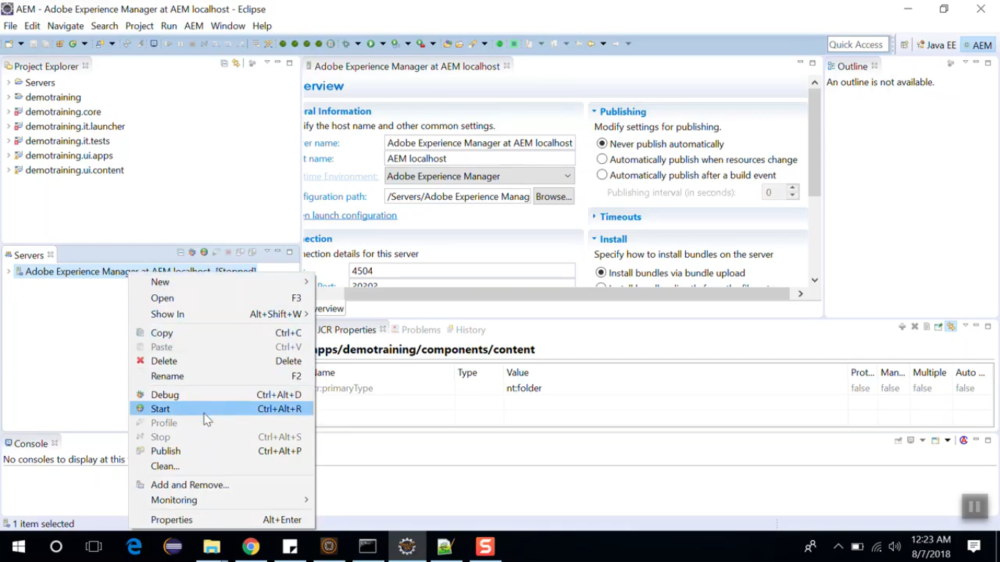 AEM - Adobe Experience Manager at AEM localhost - Eclipse
File Edit Navigate Search Project Run AEM Window Help
Quick Access Java EE AEM
Project Explorer
Servers
demotraining
demotraining.core
demotraining.it.launcher
demotraining.it.tests
demotraining.ui.apps
demotraining.ui.content
Adobe Experience Manager at AEM localhost
erview
ral Information
ify the host name and other common settings.
er name: Adobe Experience Manager at AEM localhost
t name: AEM localhost
time Environment: Adobe Experience Manager
figuration path: /Servers/Adobe Experience Manag Browse...
n launch configuration
nection
nection details for this server
4504
Port: 30303
erview
Publishing
Modify settings for publishing.
Never publish automatically
Automatically publish when resources change
Automatically publish after a build event
Publishing interval (in seconds): 0
Timeouts
Install
Specify how to install bundles on the server
Install bundles via bundle upload
Outline
An outline is not available.
Servers
Adobe Experience Manager at AEM localhost [Stopped]
New
Open F3
Show In Alt+Shift+W
Copy Ctrl+C
Paste Ctrl+V
Delete Delete
Rename F2
Debug Ctrl+Alt+D
Start Ctrl+Alt+R
Profile
Stop Ctrl+Alt+S
Publish Ctrl+Alt+P
Clean...
Add and Remove...
Monitoring
Properties Alt+Enter
JCR Properties Problems History
pps/demotraining/components/content
lame Type Value Prot... Man... Multiple Auto ...
r:primaryType nt:folder false false false false
Console
No consoles to display at this
1 item selected
12:23 AM
8/7/2018